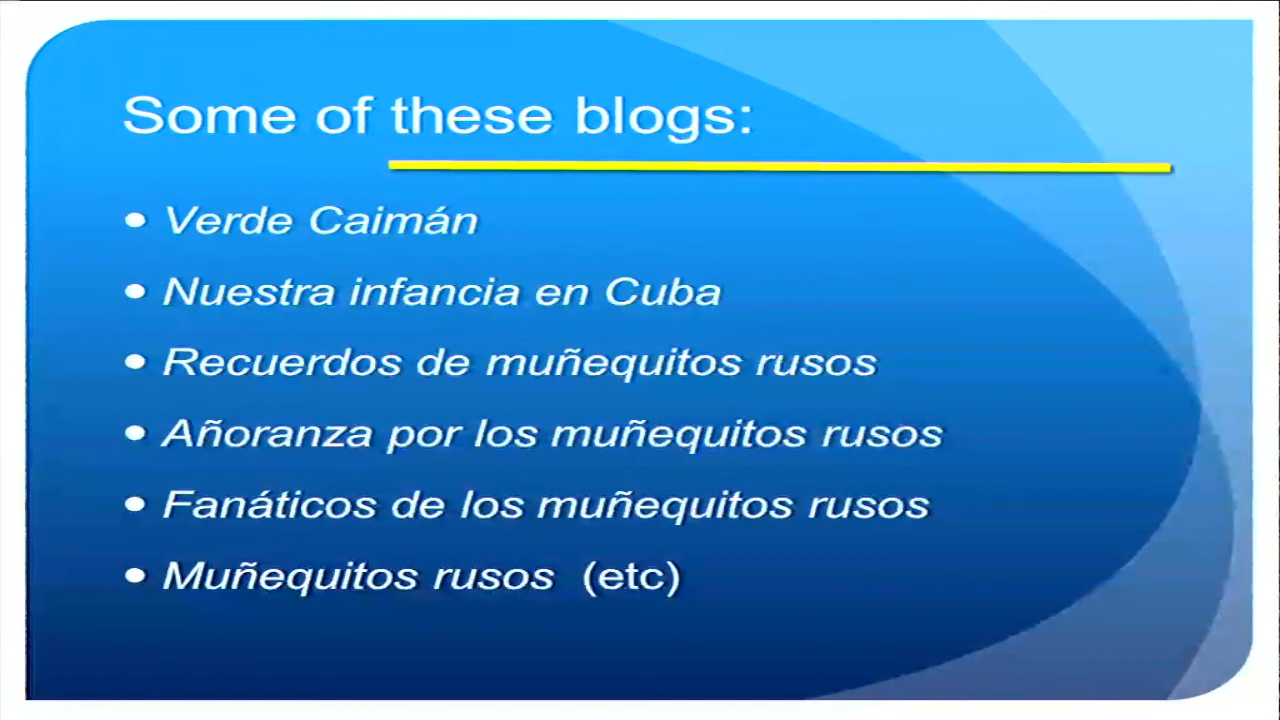 Some of these blogs:
• Verde Caimán
• Nuestra infancia en Cuba
• Recuerdos de muñequitos rusos
• Añoranza por los muñequitos rusos
• Fanáticos de los muñequitos rusos
• Muñequitos rusos (etc)